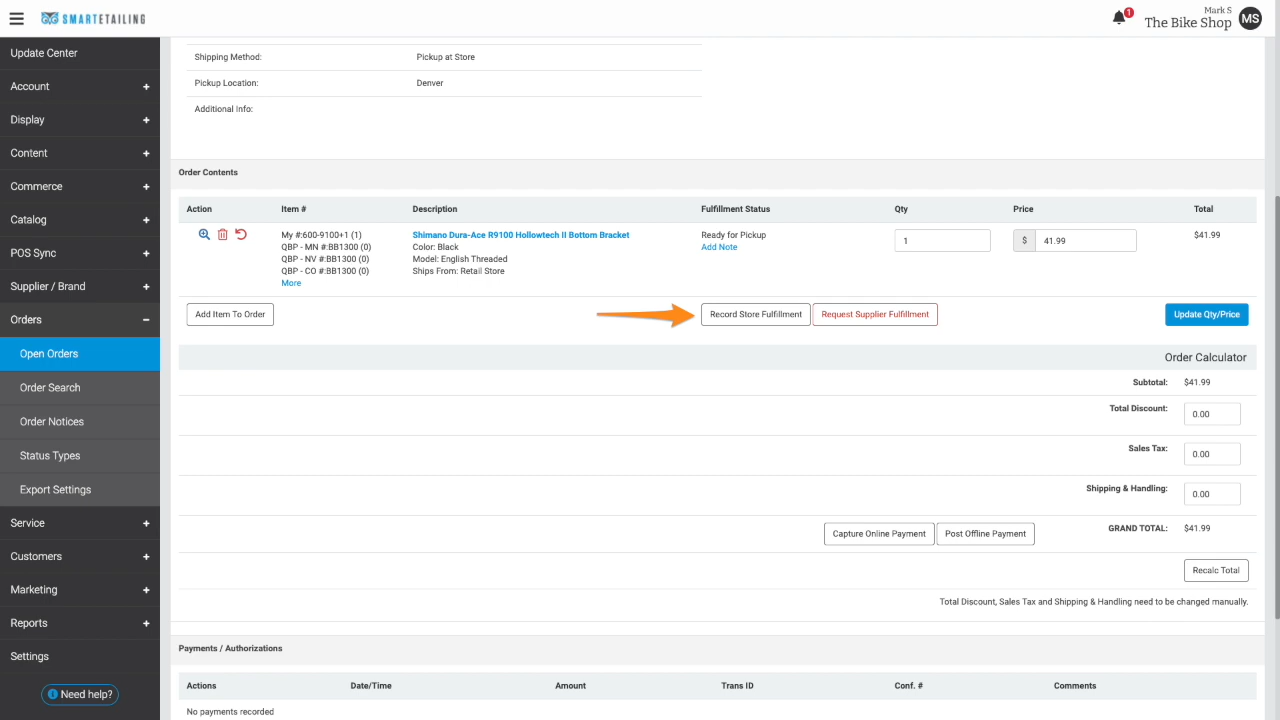 SMARTETAILING
1
Mark S
The Bike Shop
MS
Update Center
Account +
Display +
Content +
Commerce +
Catalog +
POS Sync +
Supplier / Brand +
Orders −
Open Orders
Order Search
Order Notices
Status Types
Export Settings
Service +
Customers +
Marketing +
Reports +
Settings
Need help?
Shipping Method: Pickup at Store
Pickup Location: Denver
Additional Info:
Order Contents
Action Item # Description Fulfillment Status Qty Price Total
My #:600-9100+1 (1)
QBP - MN #:BB1300 (0)
QBP - NV #:BB1300 (0)
QBP - CO #:BB1300 (0)
More
Shimano Dura-Ace R9100 Hollowtech II Bottom Bracket
Color: Black
Model: English Threaded
Ships From: Retail Store
Ready for Pickup
Add Note
1
$ 41.99
$41.99
Add Item To Order Record Store Fulfillment Request Supplier Fulfillment Update Qty/Price
Order Calculator
Subtotal: $41.99
Total Discount: 0.00
Sales Tax: 0.00
Shipping & Handling: 0.00
Capture Online Payment Post Offline Payment GRAND TOTAL: $41.99
Recalc Total
Total Discount, Sales Tax and Shipping & Handling need to be changed manually.
Payments / Authorizations
Actions Date/Time Amount Trans ID Conf. # Comments
No payments recorded